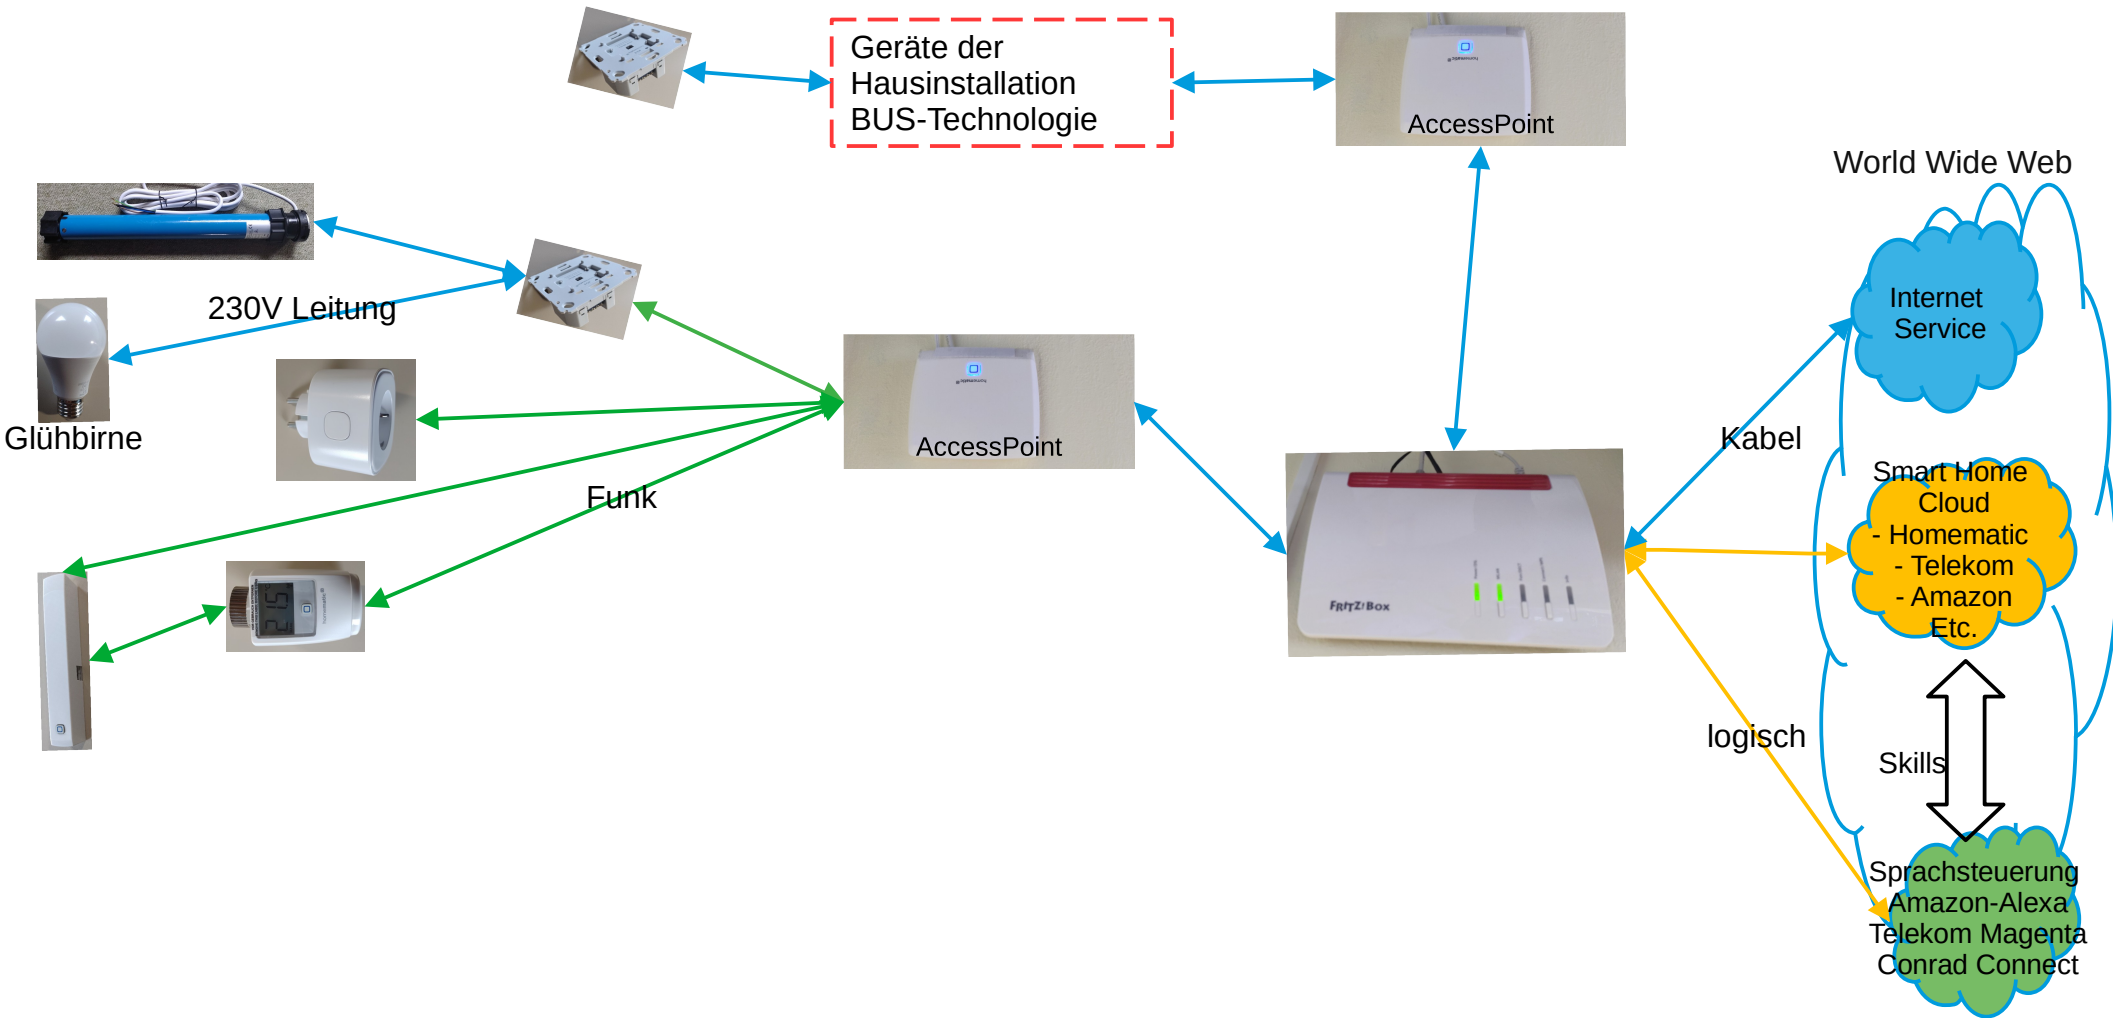 Geräte der
Hausinstallation
BUS-Technologie
AccessPoint
World Wide Web
230V Leitung
Glühbirne
AccessPoint
Funk
Internet
Service
Kabel
Smart Home
Cloud
- Homematic
- Telekom
- Amazon
Etc.
FRITZ!Box
logisch
Skills
Sprachsteuerung
Amazon-Alexa
Telekom Magenta
Conrad Connect